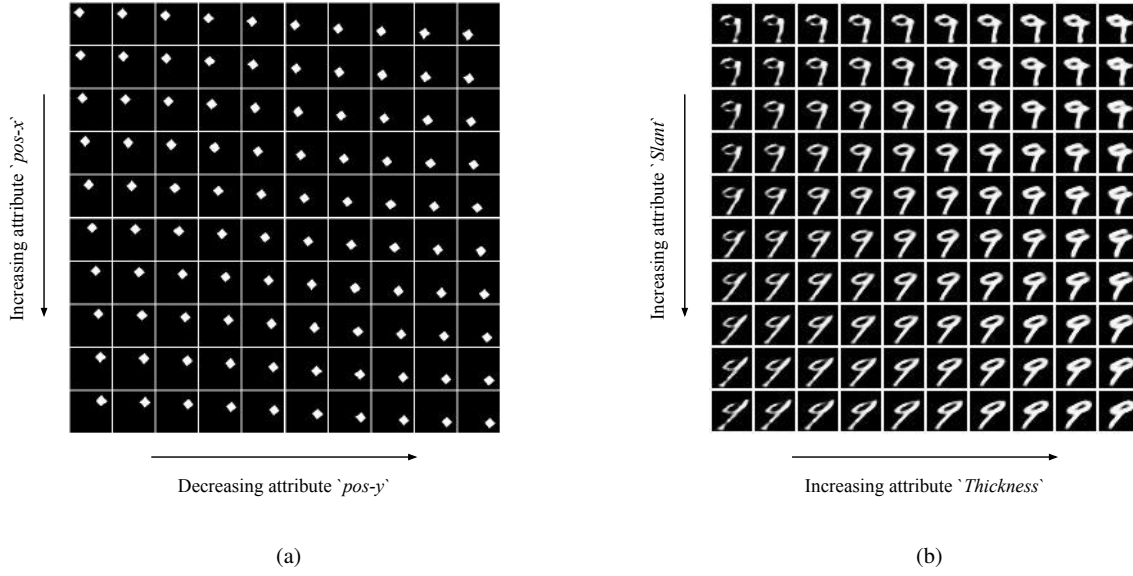 Increasing attribute `pos-x`
Decreasing attribute `pos-y`
(a)
Increasing attribute `Slant`
Increasing attribute `Thickness`
(b)